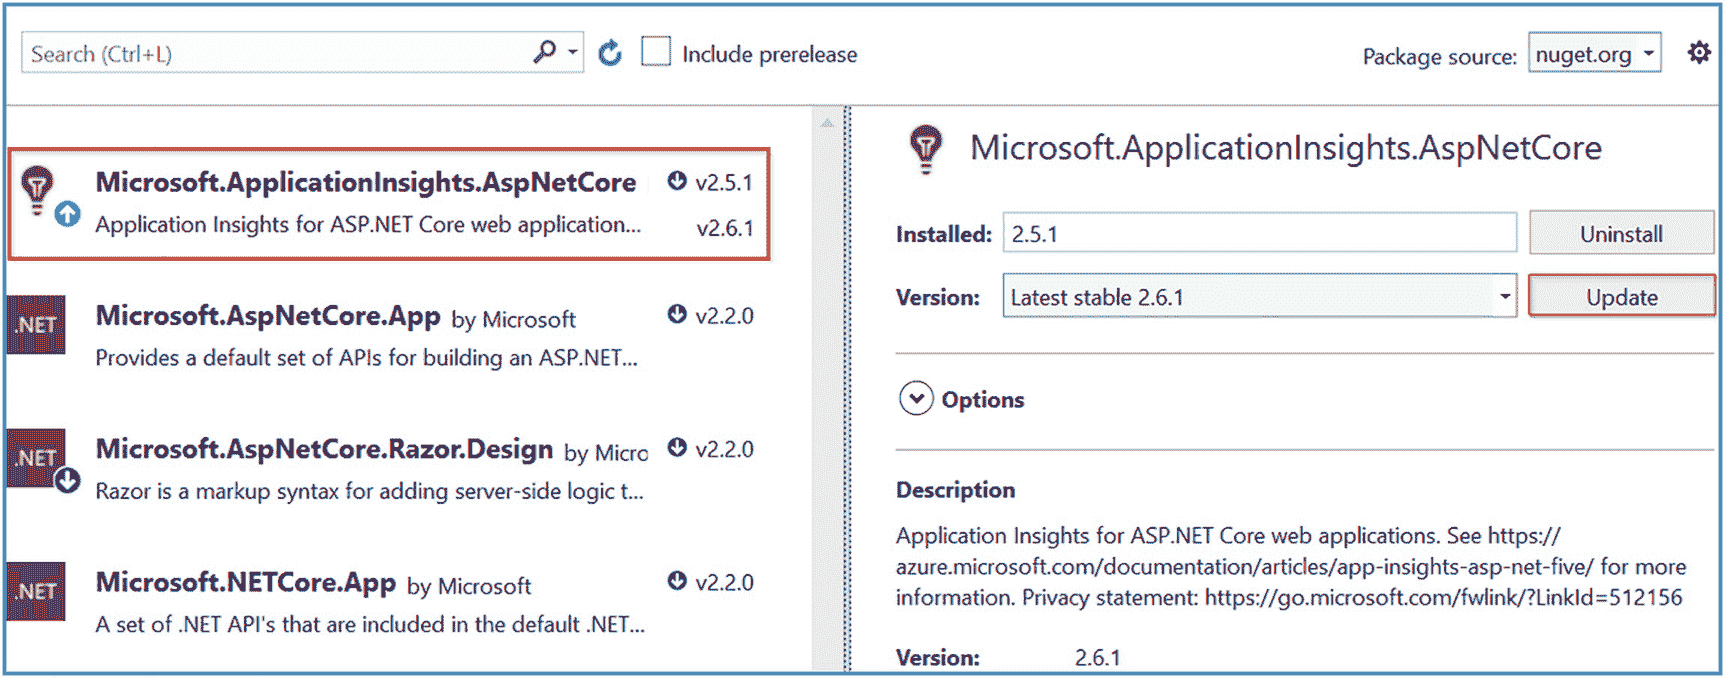 Search (Ctrl+L)
Include prerelease
Package source: nuget.org
Microsoft.ApplicationInsights.AspNetCore v2.5.1
Application Insights for ASP.NET Core web application... v2.6.1
.NET
Microsoft.AspNetCore.App by Microsoft v2.2.0
Provides a default set of APIs for building an ASP.NET...
.NET
Microsoft.AspNetCore.Razor.Design by Micro v2.2.0
Razor is a markup syntax for adding server-side logic t...
.NET
Microsoft.NETCore.App by Microsoft v2.2.0
A set of .NET API's that are included in the default .NET...
Microsoft.ApplicationInsights.AspNetCore
Installed: 2.5.1 Uninstall
Version: Latest stable 2.6.1 Update
Options
Description
Application Insights for ASP.NET Core web applications. See https://
azure.microsoft.com/documentation/articles/app-insights-asp-net-five/ for more
information. Privacy statement: https://go.microsoft.com/fwlink/?LinkId=512156
Version: 2.6.1